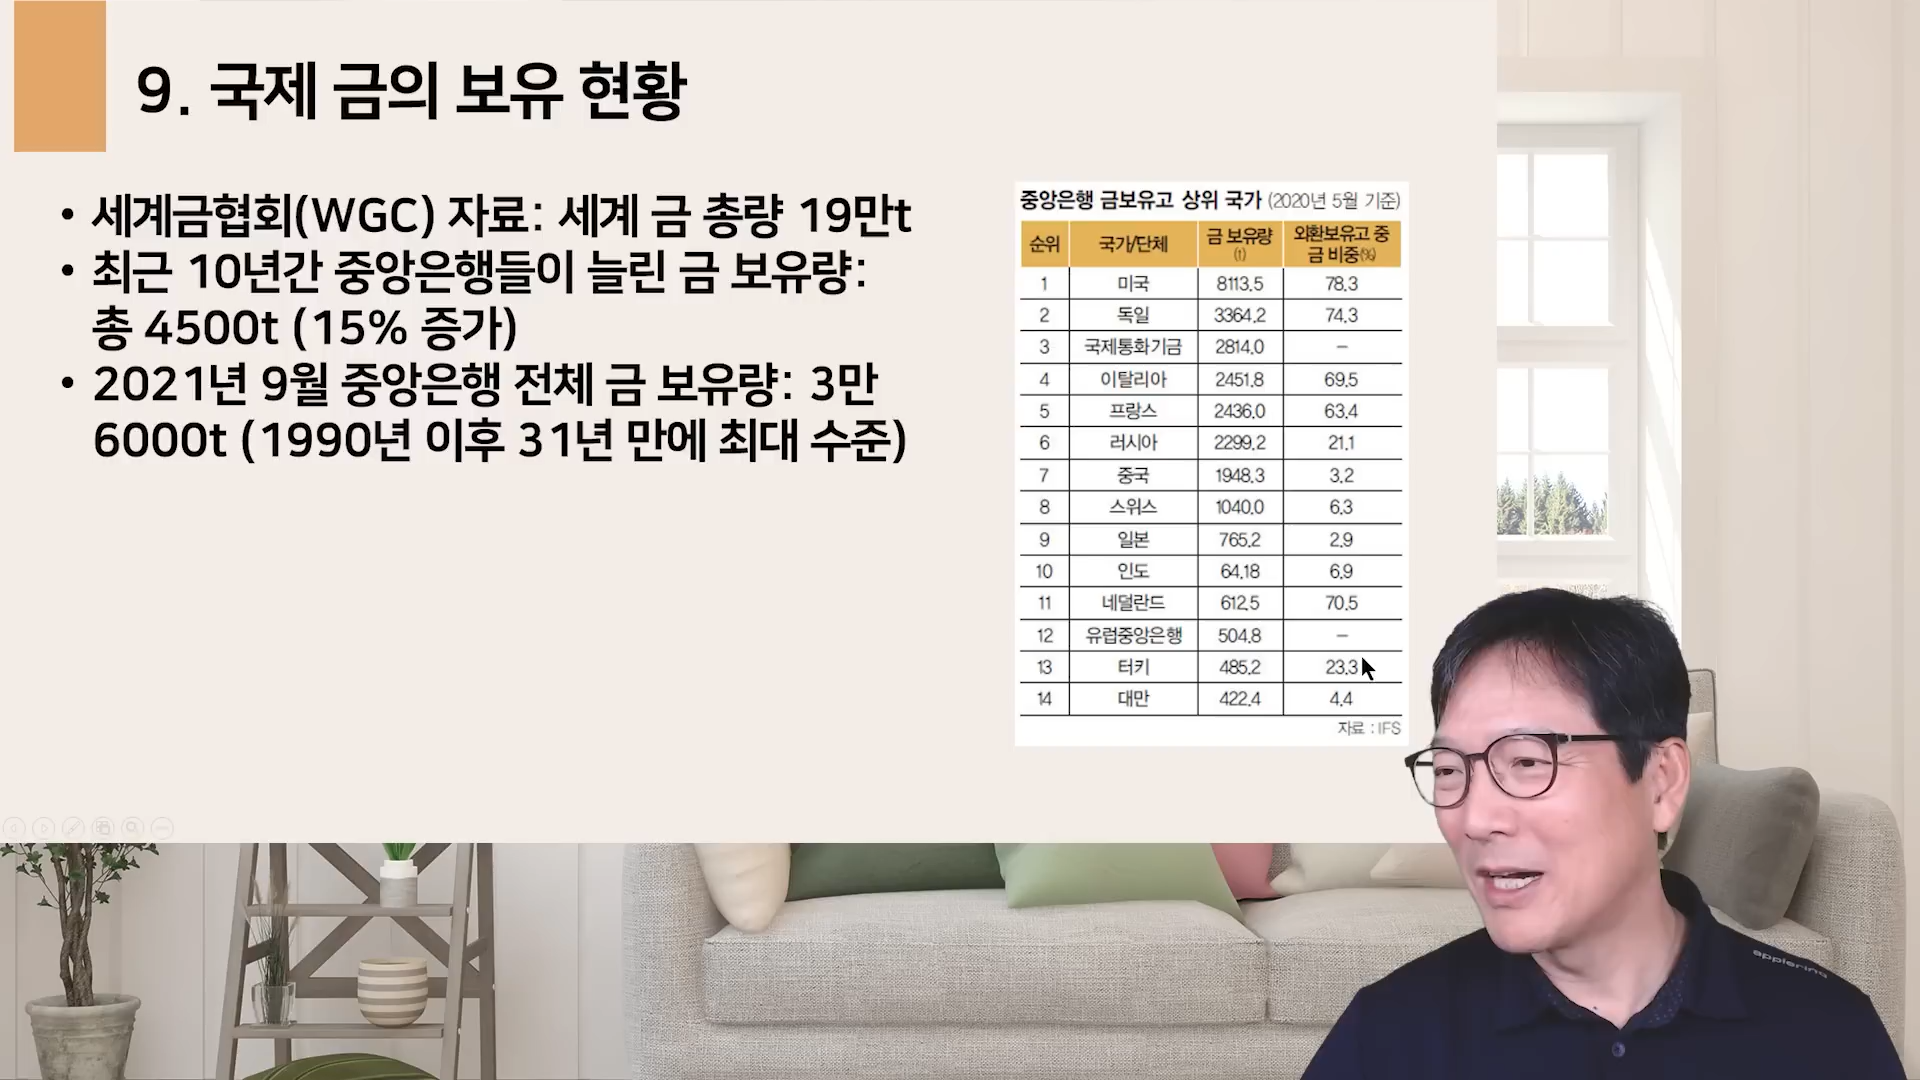 9. 국제 금의 보유 현황
• 세계금협회(WGC) 자료: 세계 금 총량 19만t
• 최근 10년간 중앙은행들이 늘린 금 보유량:
총 4500t (15% 증가)
• 2021년 9월 중앙은행 전체 금 보유량: 3만
6000t (1990년 이후 31년 만에 최대 수준)
중앙은행 금보유고 상위 국가 (2020년 5월 기준)
순위 국가/단체 금 보유량(t) 외환보유고 중 금 비중(%)
1 미국 8113.5 78.3
2 독일 3364.2 74.3
3 국제통화기금 2814.0 –
4 이탈리아 2451.8 69.5
5 프랑스 2436.0 63.4
6 러시아 2299.2 21.1
7 중국 1948.3 3.2
8 스위스 1040.0 6.3
9 일본 765.2 2.9
10 인도 64.18 6.9
11 네덜란드 612.5 70.5
12 유럽중앙은행 504.8 –
13 터키 485.2 23.3
14 대만 422.4 4.4
자료 : IFS